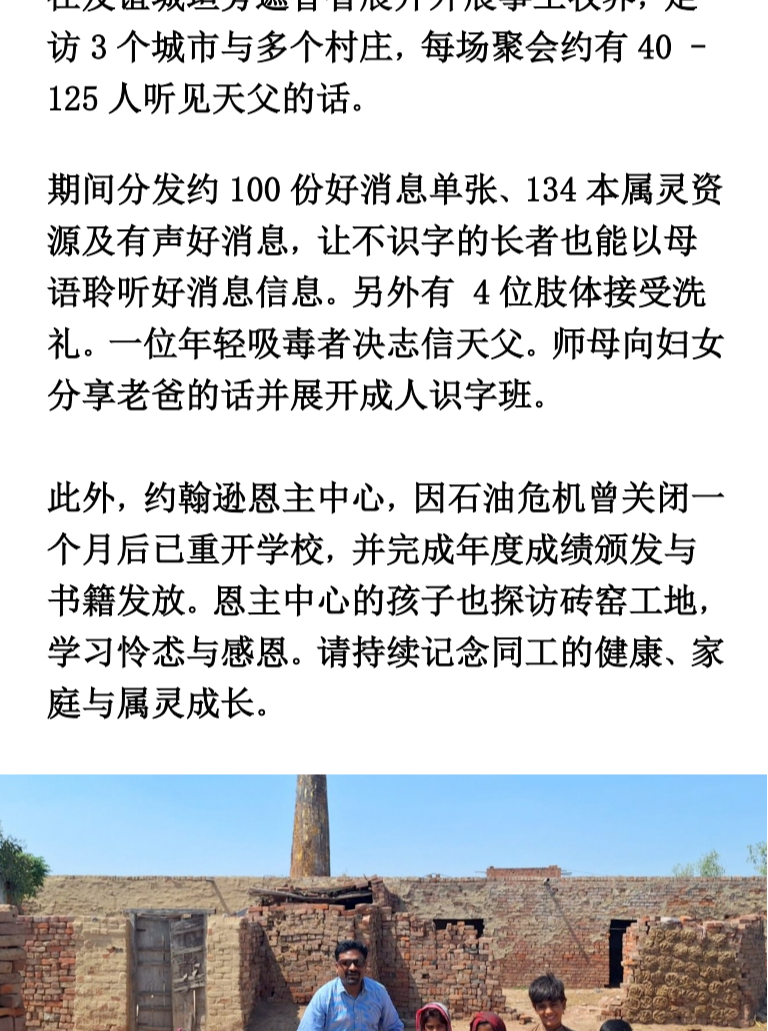 访 3 个城市与多个村庄，每场聚会约有 40 -
125 人听见天父的话。
期间分发约 100 份好消息单张、134 本属灵资
源及有声好消息，让不识字的长者也能以母
语聆听好消息信息。另外有 4 位肢体接受洗
礼。一位年轻吸毒者决志信天父。师母向妇女
分享老爸的话并展开成人识字班。
此外，约翰逊恩主中心，因石油危机曾关闭一
个月后已重开学校，并完成年度成绩颁发与
书籍发放。恩主中心的孩子也探访砖窑工地，
学习怜悫与感恩。请持续记念同工的健康、家
庭与属灵成长。